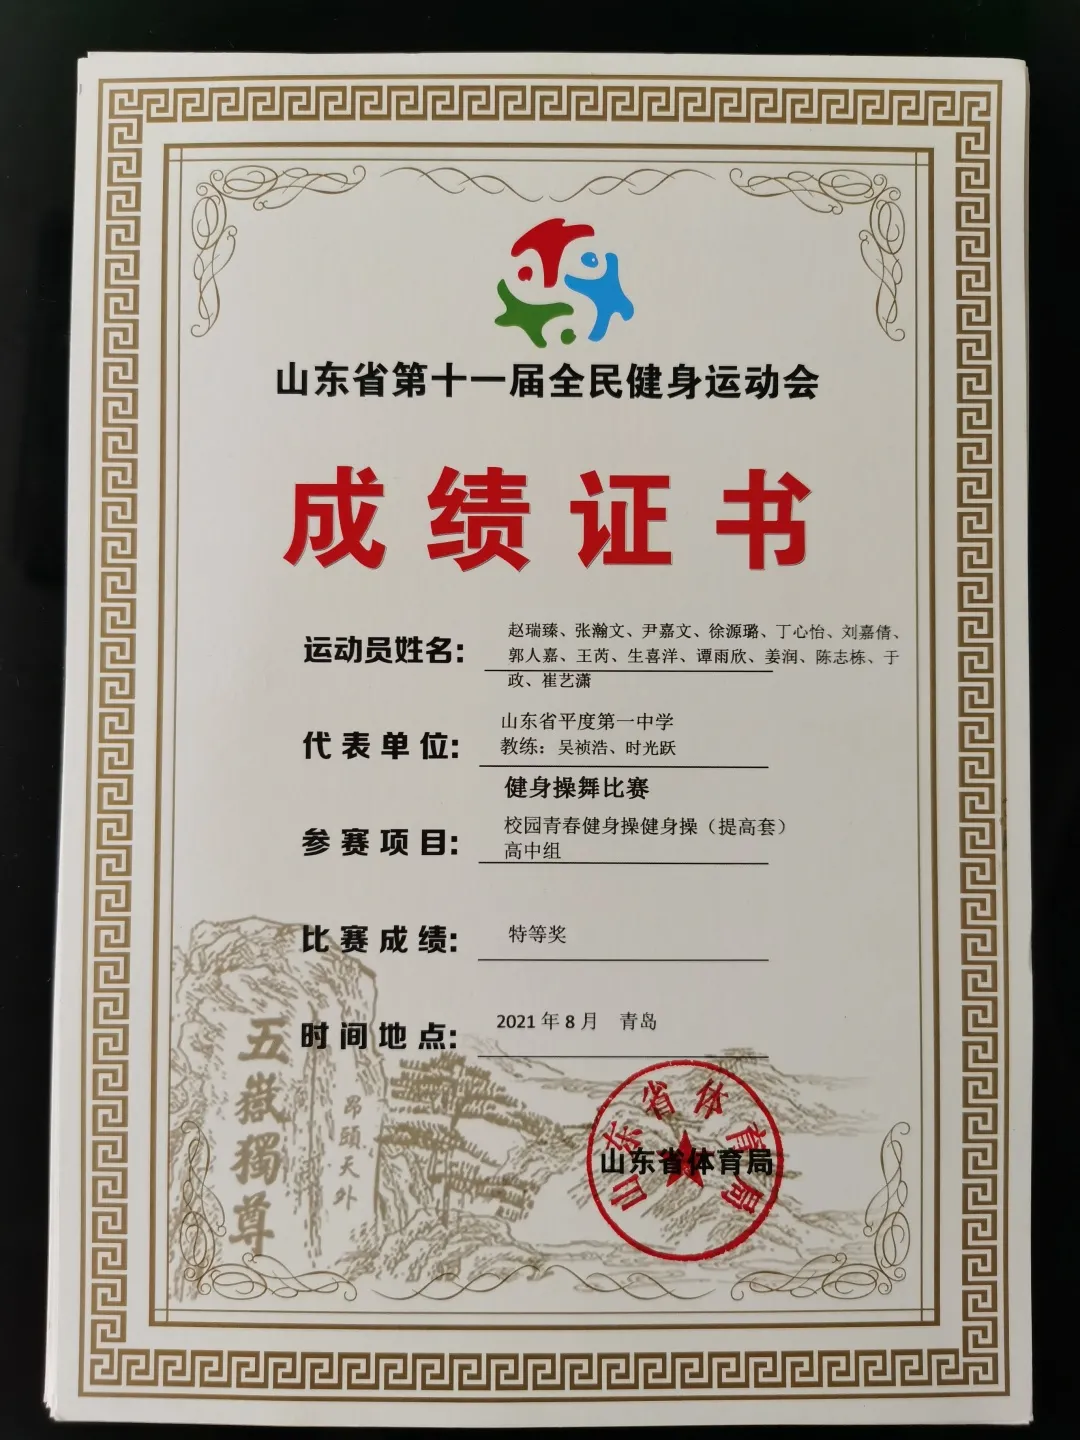 山东省第十一届全民健身运动会
成绩证书
运动员姓名:
赵瑞臻、张瀚文、尹嘉文、徐源璐、丁心怡、刘嘉倩、
郭人嘉、王芮、生喜洋、谭雨欣、姜润、陈志栋、于
政、崔艺潇
代表单位:
山东省平度第一中学
教练：吴祯浩、时光跃
健身操舞比赛
参赛项目:
校园青春健身操健身操（提高套）
高中组
比赛成绩:
特等奖
时间地点:
2021 年 8 月 青岛
五嶽獨尊
昂頭天外
山东省体育局
山东省体育局